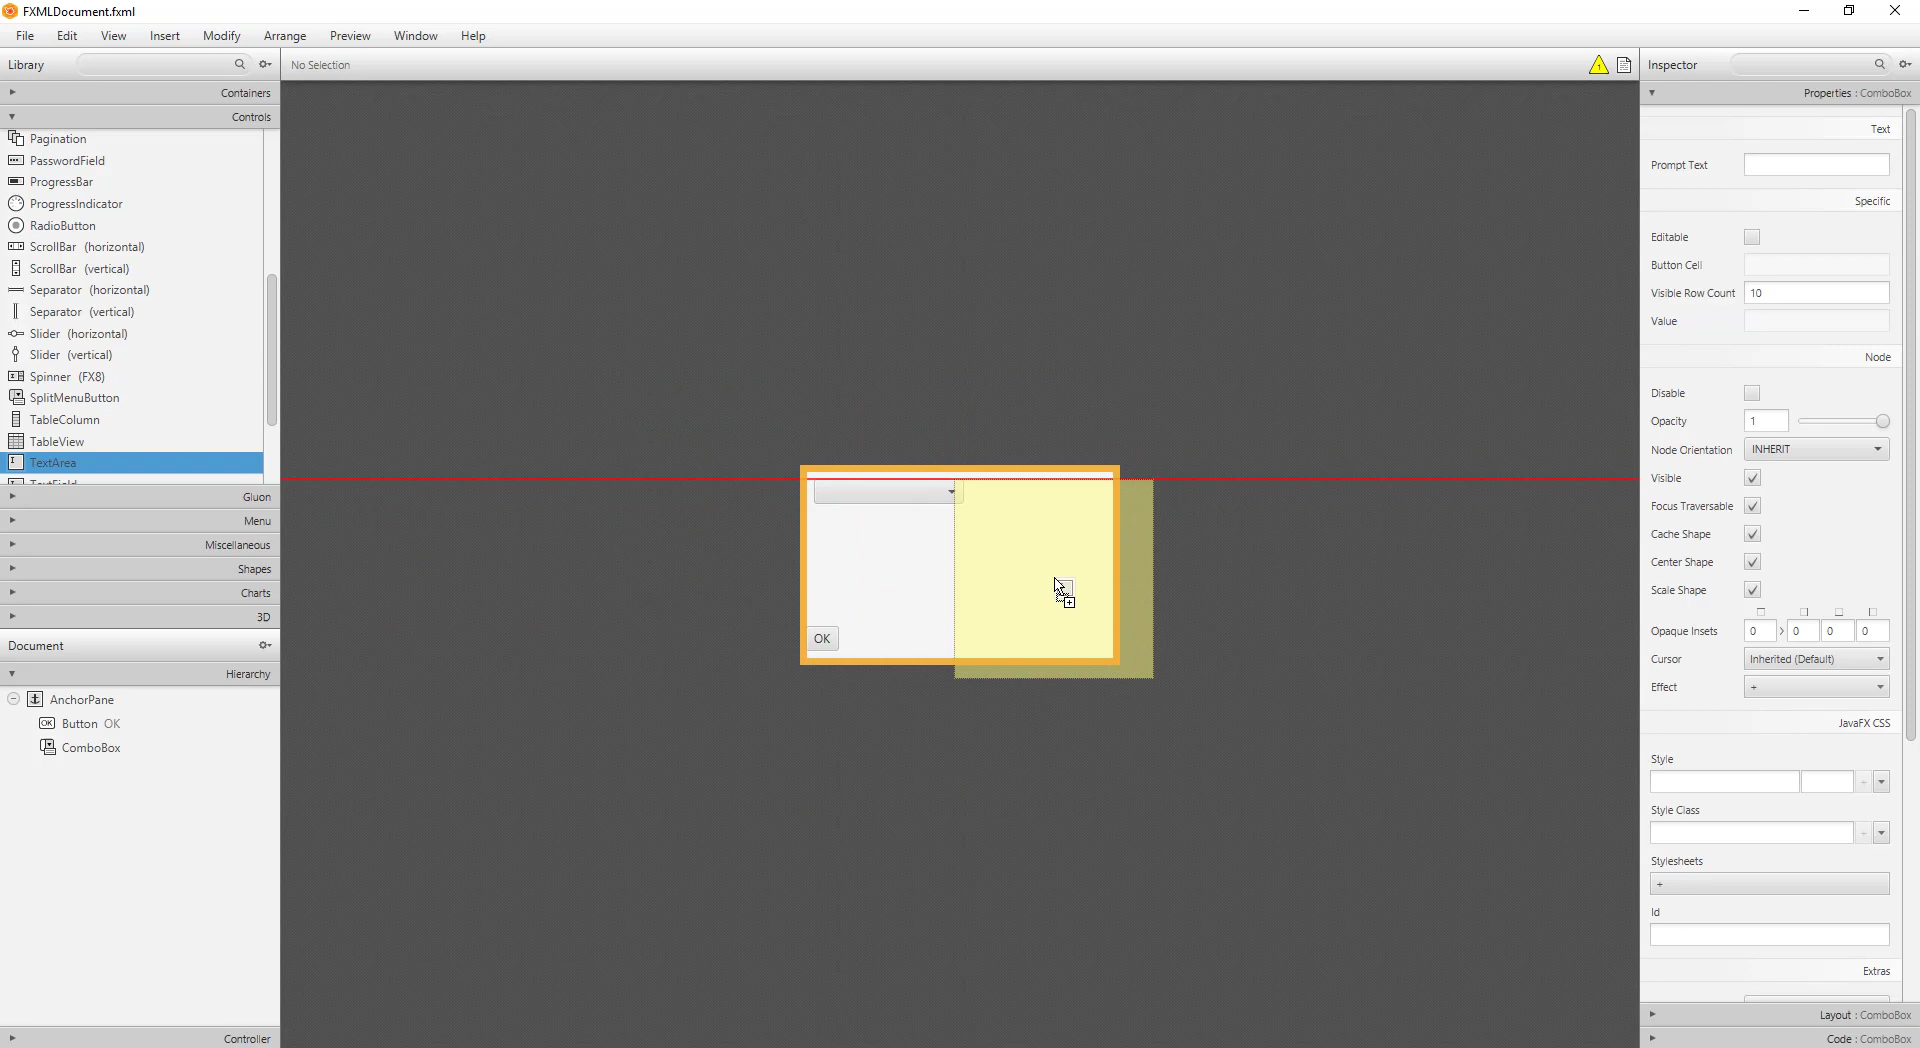 FXMLDocument.fxml
File Edit View Insert Modify Arrange Preview Window Help
Library
No Selection
Inspector
Containers
Controls
Pagination
PasswordField
ProgressBar
ProgressIndicator
RadioButton
ScrollBar (horizontal)
ScrollBar (vertical)
Separator (horizontal)
Separator (vertical)
Slider (horizontal)
Slider (vertical)
Spinner (FX8)
SplitMenuButton
TableColumn
TableView
TextArea
TextField
Gluon
Menu
Miscellaneous
Shapes
Charts
3D
Document
Hierarchy
AnchorPane
OK Button OK
ComboBox
Controller
OK
Properties : ComboBox
Text
Prompt Text
Specific
Editable
Button Cell
Visible Row Count 10
Value
Node
Disable
Opacity 1
Node Orientation INHERIT
Visible
Focus Traversable
Cache Shape
Center Shape
Scale Shape
Opaque Insets 0 0 0 0
Cursor Inherited (Default)
Effect +
JavaFX CSS
Style
+
Style Class
+
Stylesheets
+
Id
Extras
Layout : ComboBox
Code : ComboBox